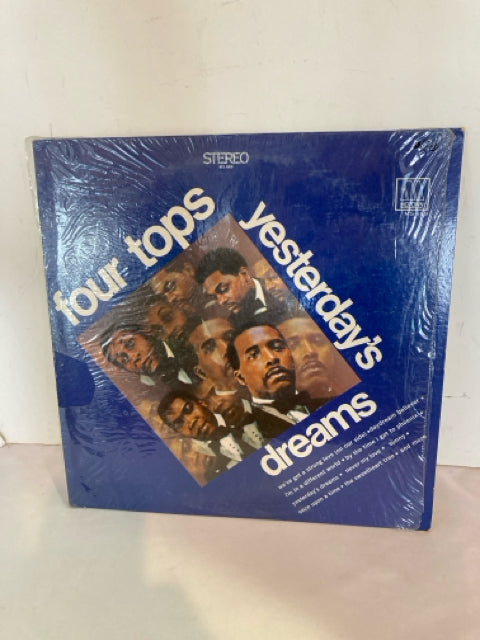 STEREO
four tops
yesterday's
dreams
we've got a strong love (on our side) • daydream believer •
i'm in a different world • by the time i get to phoenix •
yesterday's dreams • never my love • sunny •
once upon a time • the sweetheart tree • and more